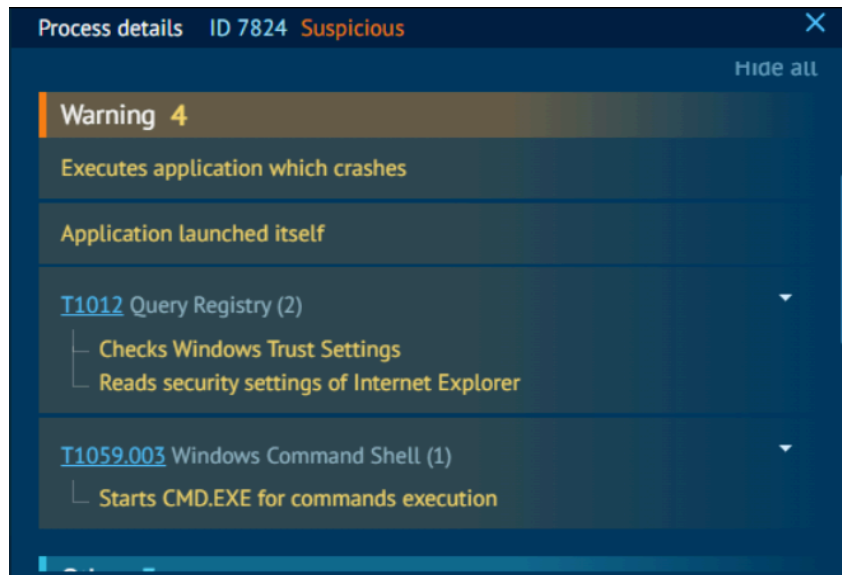 Process details ID 7824 Suspicious
Hide all
Warning 4
Executes application which crashes
Application launched itself
T1012 Query Registry (2)
Checks Windows Trust Settings
Reads security settings of Internet Explorer
T1059.003 Windows Command Shell (1)
Starts CMD.EXE for commands execution